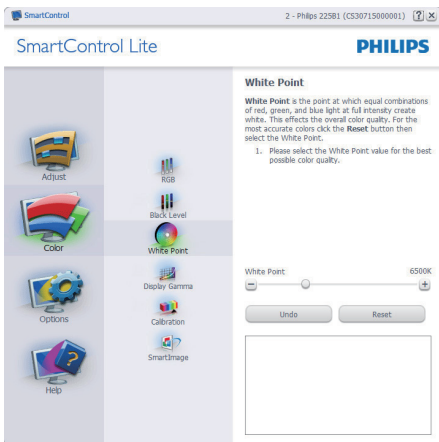 SmartControl
2 - Philips 225B1 (CS30715000001)
?
SmartControl Lite
PHILIPS
Adjust
Color
Options
Help
RGB
Black Level
White Point
Display Gamma
Calibration
SmartImage
White Point
White Point is the point at which equal combinations
of red, green, and blue light at full intensity create
white. This effects the overall color quality. For the
most accurate colors click the Reset button then
select the White Point.
1. Please select the White Point value for the best
possible color quality.
White Point 6500K
Undo Reset